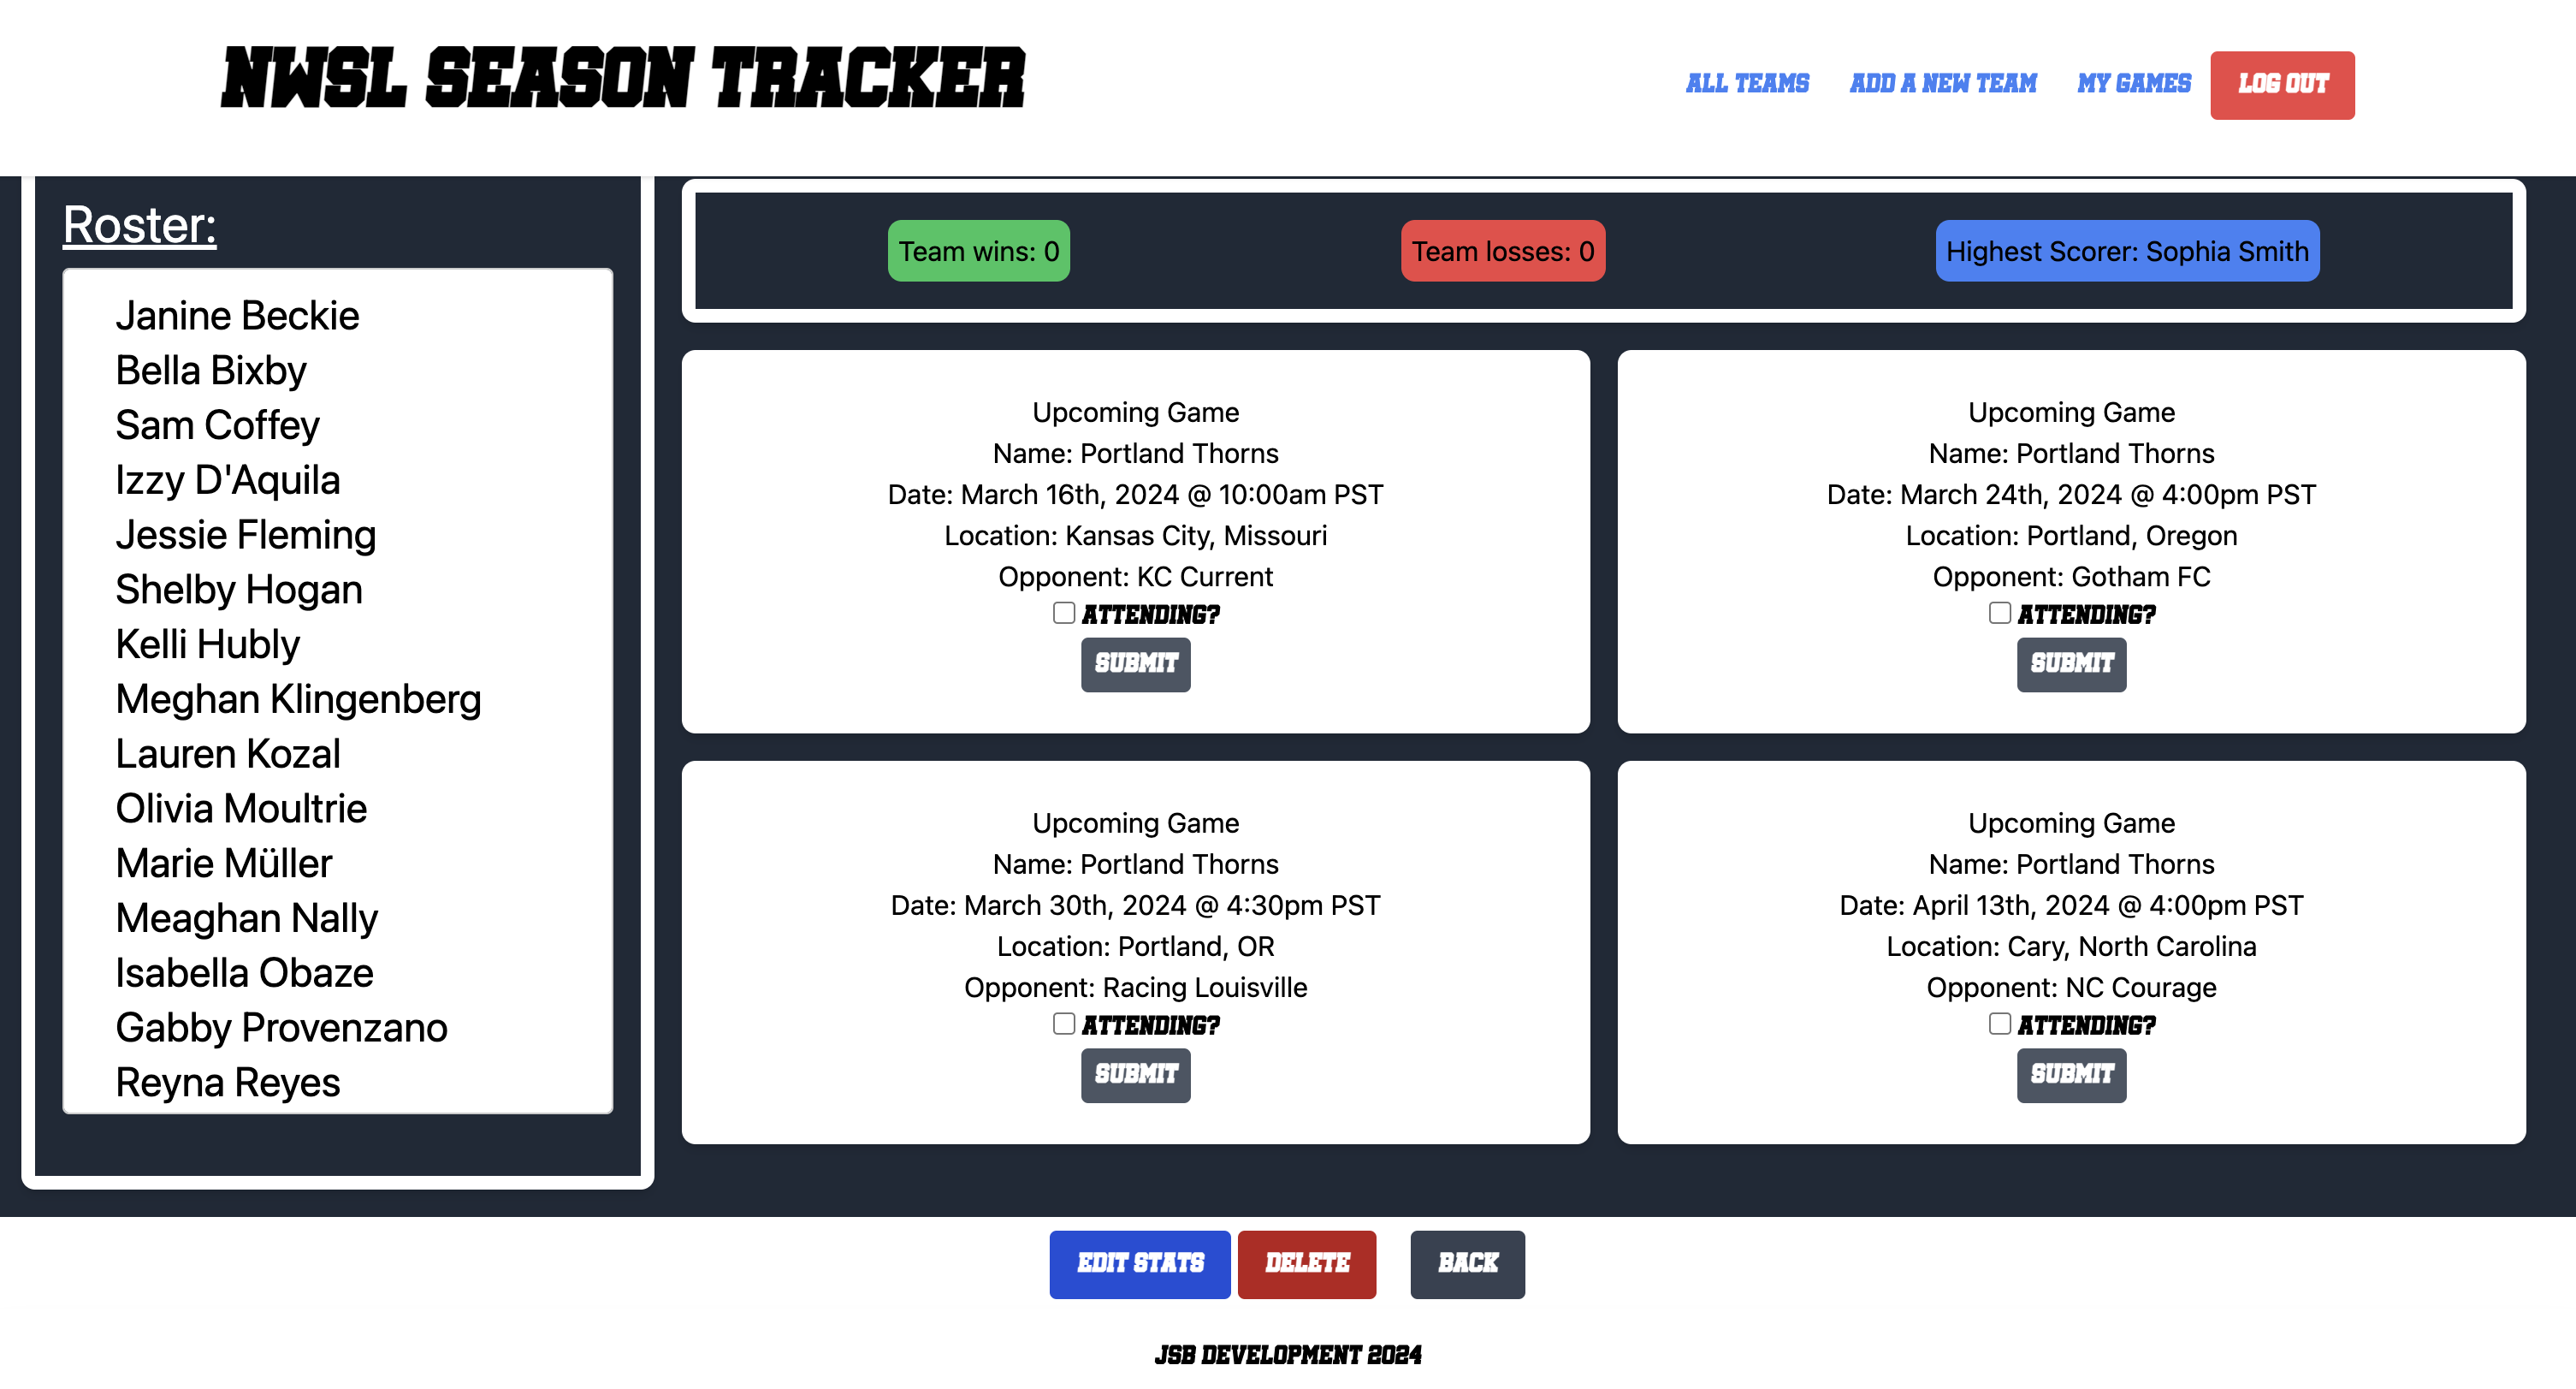 NWSL SEASON TRACKER
ALL TEAMS ADD A NEW TEAM MY GAMES LOG OUT
Roster:
Janine Beckie
Bella Bixby
Sam Coffey
Izzy D'Aquila
Jessie Fleming
Shelby Hogan
Kelli Hubly
Meghan Klingenberg
Lauren Kozal
Olivia Moultrie
Marie Müller
Meaghan Nally
Isabella Obaze
Gabby Provenzano
Reyna Reyes
Team wins: 0 Team losses: 0 Highest Scorer: Sophia Smith
Upcoming Game
Name: Portland Thorns
Date: March 16th, 2024 @ 10:00am PST
Location: Kansas City, Missouri
Opponent: KC Current
ATTENDING?
SUBMIT
Upcoming Game
Name: Portland Thorns
Date: March 24th, 2024 @ 4:00pm PST
Location: Portland, Oregon
Opponent: Gotham FC
ATTENDING?
SUBMIT
Upcoming Game
Name: Portland Thorns
Date: March 30th, 2024 @ 4:30pm PST
Location: Portland, OR
Opponent: Racing Louisville
ATTENDING?
SUBMIT
Upcoming Game
Name: Portland Thorns
Date: April 13th, 2024 @ 4:00pm PST
Location: Cary, North Carolina
Opponent: NC Courage
ATTENDING?
SUBMIT
EDIT STATS DELETE BACK
JSB DEVELOPMENT 2024